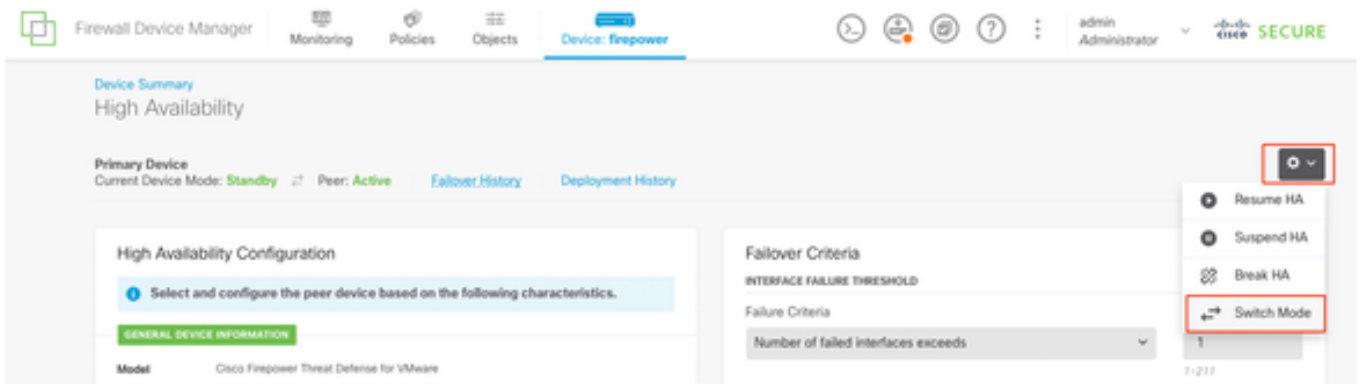 Firewall Device Manager
Monitoring
Policies
Objects
Device: firepower
admin
Administrator
cisco SECURE
Device Summary
High Availability
Primary Device
Current Device Mode: Standby Peer: Active Failover History Deployment History
Resume HA
Suspend HA
Break HA
Switch Mode
High Availability Configuration
Select and configure the peer device based on the following characteristics.
GENERAL DEVICE INFORMATION
Model Cisco Firepower Threat Defense for VMware
Failover Criteria
INTERFACE FAILURE THRESHOLD
Failure Criteria
Number of failed interfaces exceeds
1
1-211